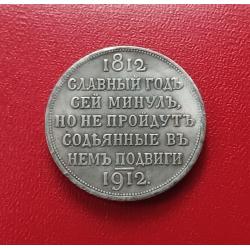 1812
СЛАВНЫЙ ГОДЪ
СЕЙ МИНУЛЪ,
НО НЕ ПРОЙДУТЪ
СОДѢЯННЫЕ ВЪ
НЕМЪ ПОДВИГИ
1912.